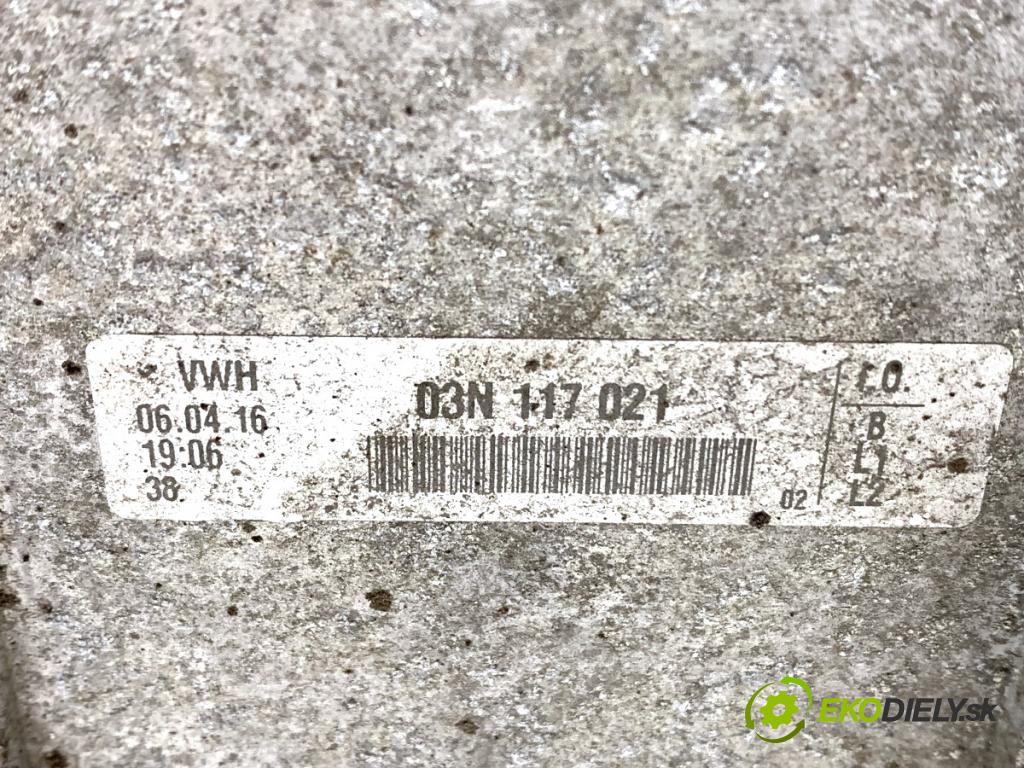 VWH
06.04.16
19:06
38
03N 117 021
02
I.O.
B
L1
L2
EKODIELY.sk